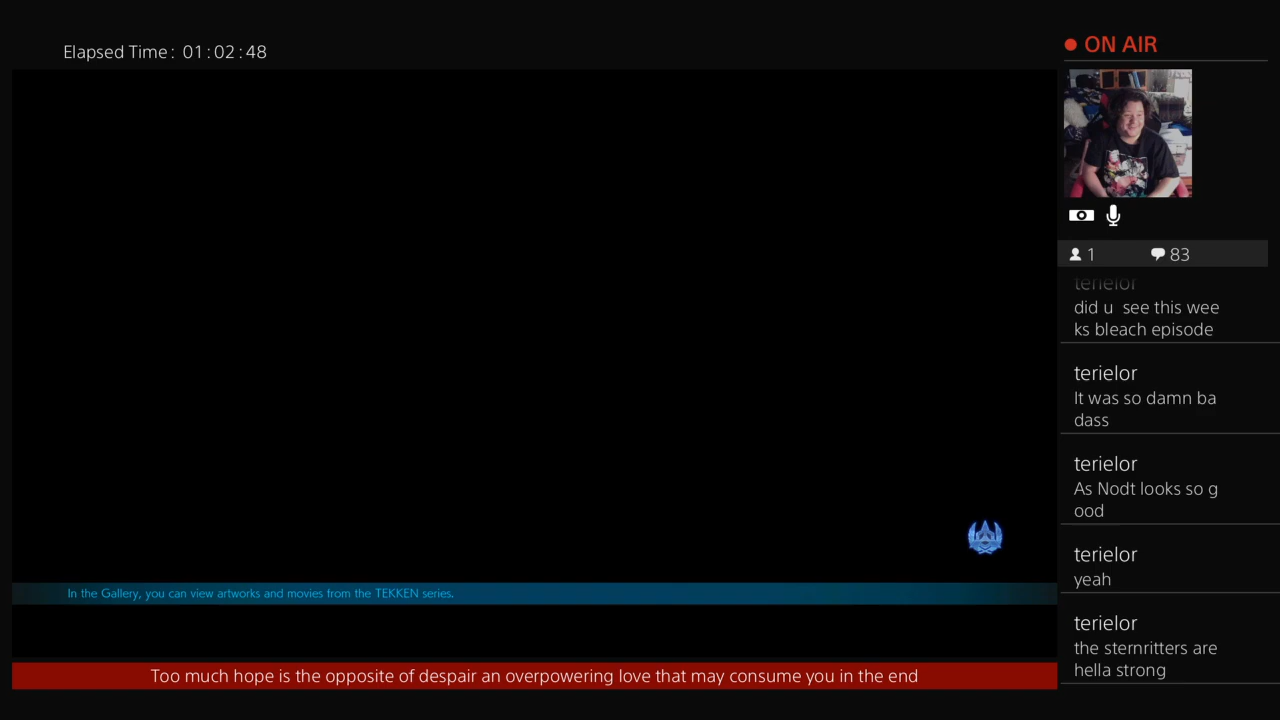 Elapsed Time: 01:02:48
ON AIR
1
83
terielor
did u see this wee
ks bleach episode
terielor
It was so damn ba
dass
terielor
As Nodt looks so g
ood
terielor
yeah
terielor
the sternritters are
hella strong
In the Gallery, you can view artworks and movies from the TEKKEN series.
Too much hope is the opposite of despair an overpowering love that may consume you in the end